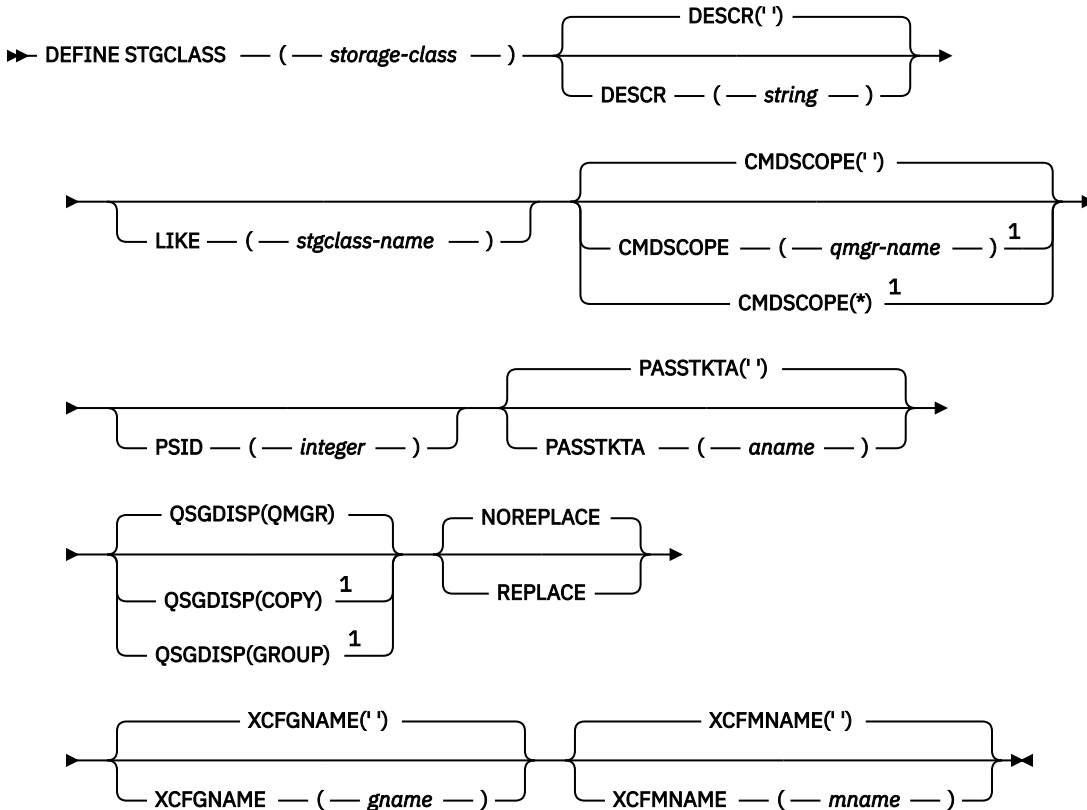 DESCR(' ')
DEFINE STGCLASS ( storage-class )
DESCR ( string )
CMDSCOPE(' ')
LIKE ( stgclass-name )
CMDSCOPE ( qmgr-name ) 1
CMDSCOPE(*) 1
PASSTKTA(' ')
PSID ( integer )
PASSTKTA ( aname )
QSGDISP(QMGR)
NOREPLACE
QSGDISP(COPY) 1
REPLACE
QSGDISP(GROUP) 1
XCFGNAME(' ')
XCFMNAME(' ')
XCFGNAME ( gname )
XCFMNAME ( mname )